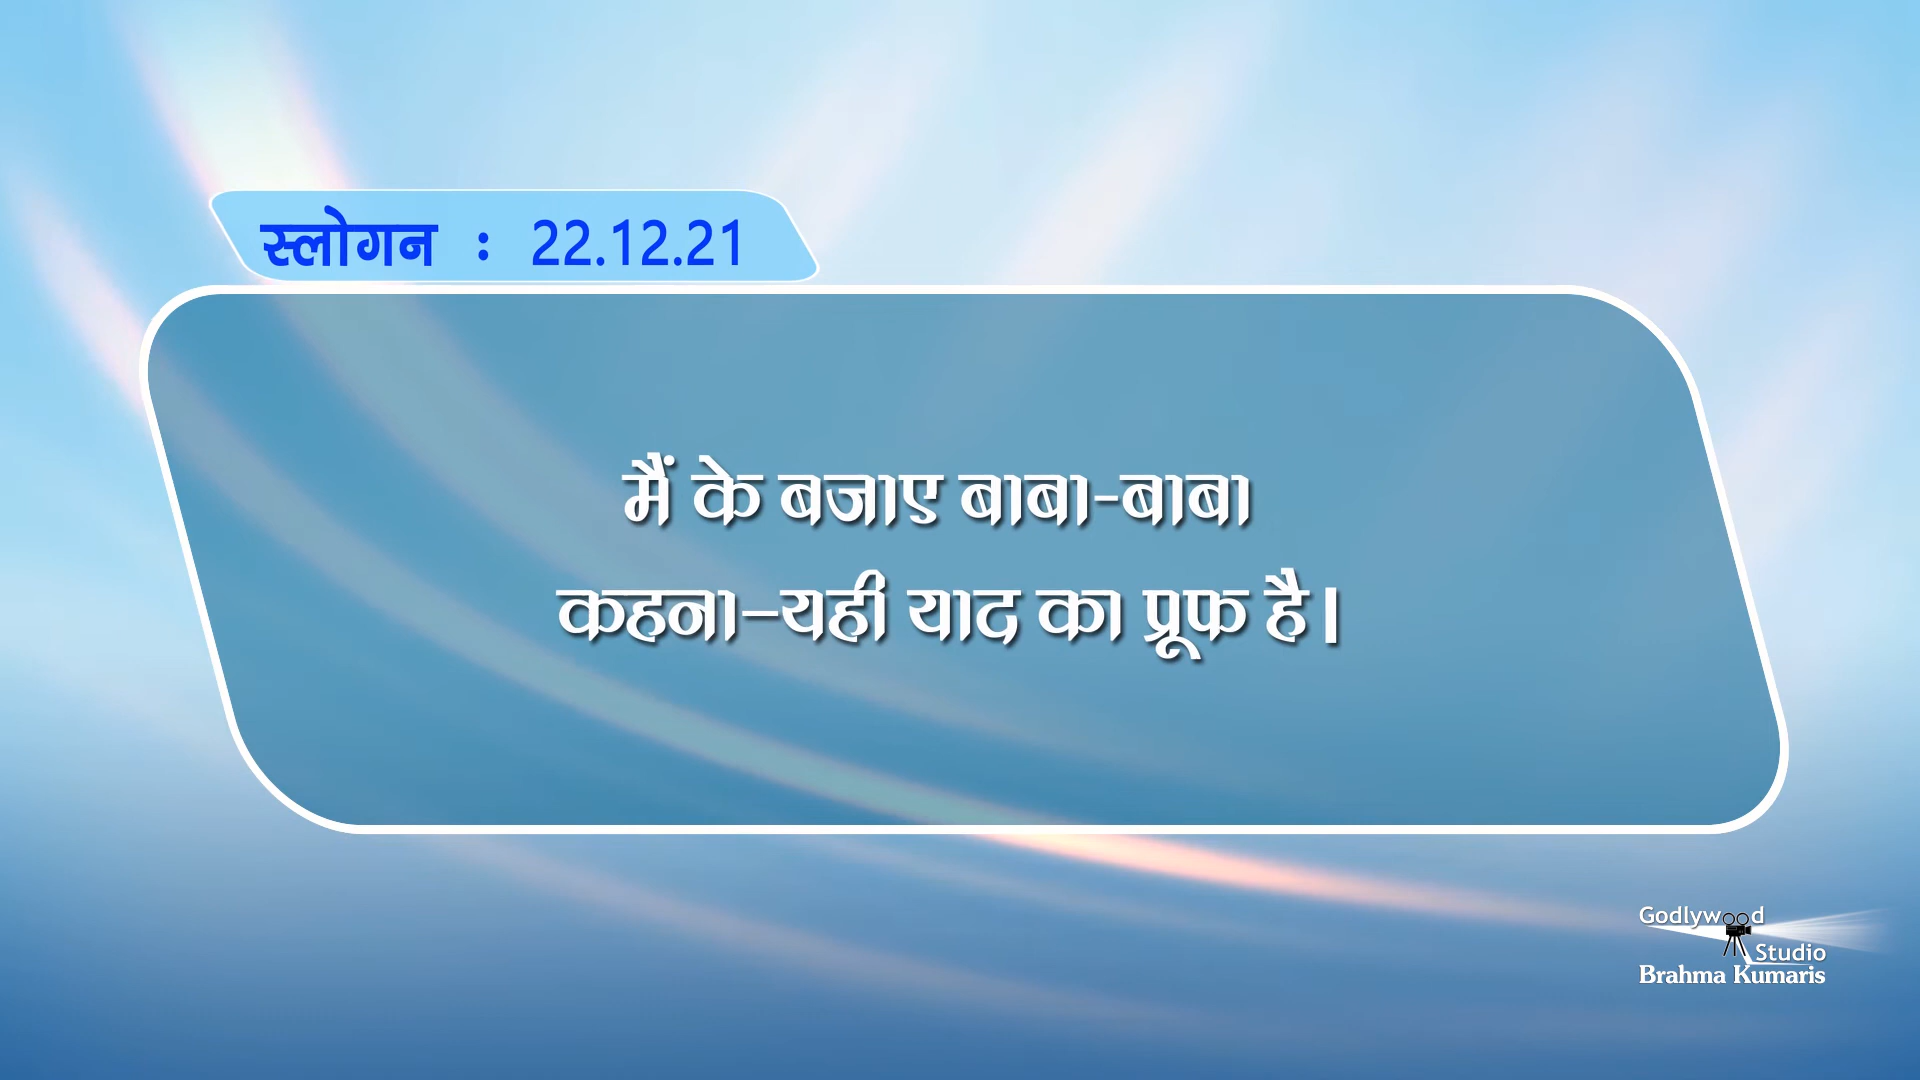 स्लोगन : 22.12.21
मैं के बजाए बाबा-बाबा
कहना–यही याद का प्रूफ है।
Godlywood
Studio
Brahma Kumaris